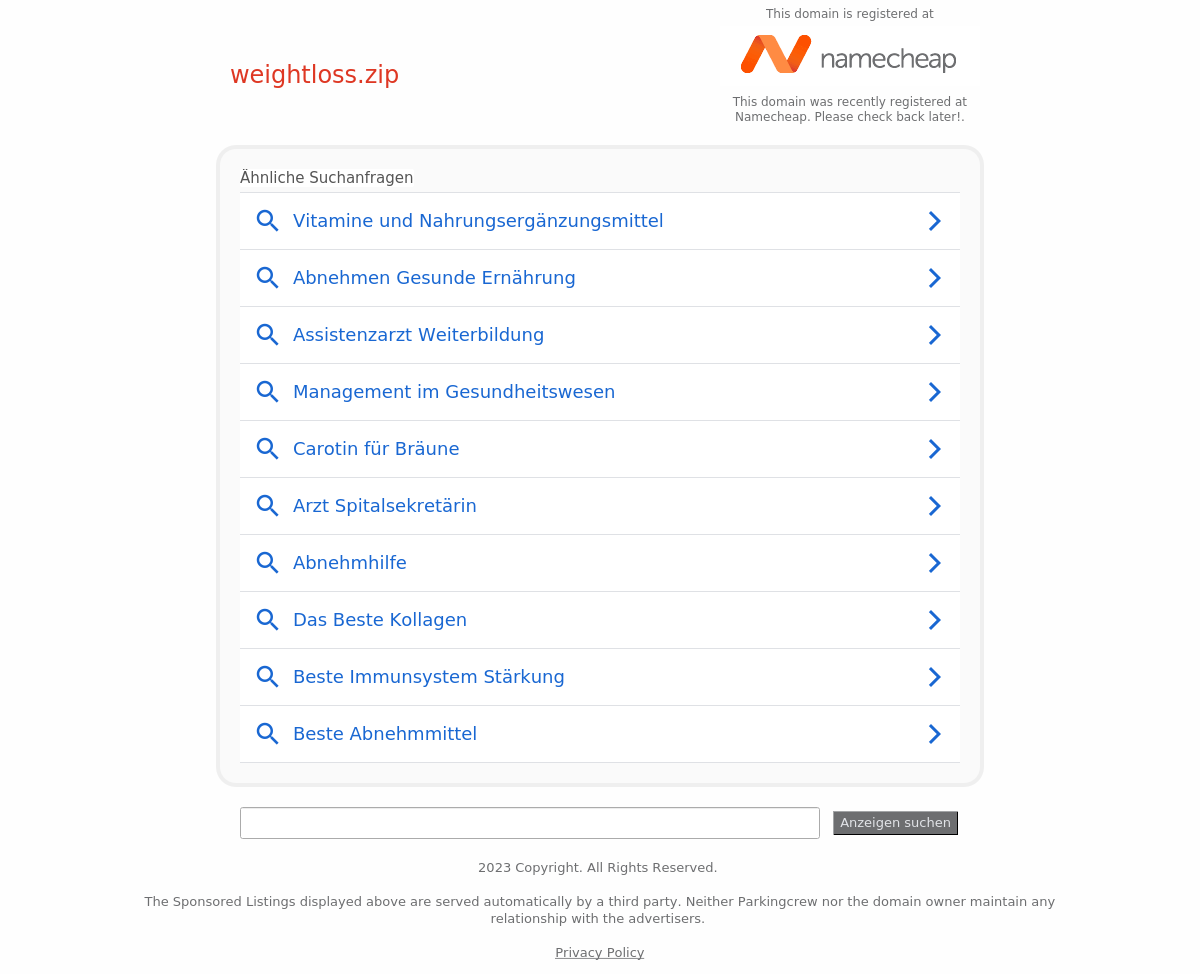 This domain is registered at
namecheap
weightloss.zip
This domain was recently registered at
Namecheap. Please check back later!.
Ähnliche Suchanfragen
Vitamine und Nahrungsergänzungsmittel
Abnehmen Gesunde Ernährung
Assistenzarzt Weiterbildung
Management im Gesundheitswesen
Carotin für Bräune
Arzt Spitalsekretärin
Abnehmhilfe
Das Beste Kollagen
Beste Immunsystem Stärkung
Beste Abnehmmittel
Anzeigen suchen
2023 Copyright. All Rights Reserved.
The Sponsored Listings displayed above are served automatically by a third party. Neither Parkingcrew nor the domain owner maintain any
relationship with the advertisers.
Privacy Policy